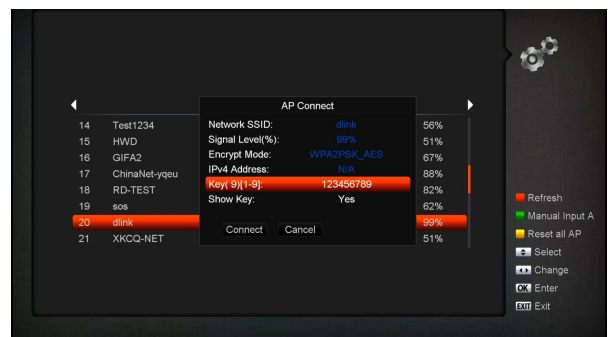 AP Connect
14 Test1234 56%
15 HWD 51%
16 GIFA2 67%
17 ChinaNet-yqeu 88%
18 RD-TEST 82%
19 sos 62%
20 dlink 99%
21 XKCQ-NET 51%
Network SSID: dlink
Signal Level(%): 99%
Encrypt Mode: WPA2PSK_AES
IPv4 Address: N/A
Key( 9)[1-9]: 123456789
Show Key: Yes
Connect Cancel
Refresh
Manual Input A
Reset all AP
Select
Change
OK Enter
EXIT Exit